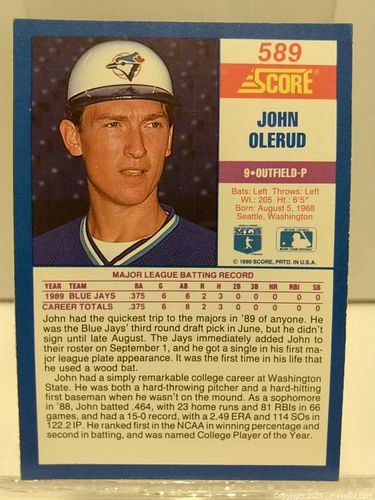 589
SCORE
JOHN
OLERUD
9•OUTFIELD-P
Bats: Left Throws: Left
Wt.: 205 Ht.: 6'5"
Born: August 5, 1968
Seattle, Washington
© 1990 SCORE, PRTD. IN U.S.A.
MAJOR LEAGUE BATTING RECORD
YEAR TEAM BA G AB R H 2B 3B HR RBI SB
1989 BLUE JAYS .375 6 8 2 3 0 0 0 0 0
CAREER TOTALS .375 6 8 2 3 0 0 0 0 0
John had the quickest trip to the majors in '89 of anyone. He
was the Blue Jays' third round draft pick in June, but he didn't
sign until late August. The Jays immediately added John to
their roster on September 1, and he got a single in his first ma-
jor league plate appearance. It was the first time in his life that
he used a wood bat.
John had a simply remarkable college career at Washington
State. He was both a hard-throwing pitcher and a hard-hitting
first baseman when he wasn't on the mound. As a sophomore
in '88, John batted .464, with 23 home runs and 81 RBIs in 66
games, and had a 15-0 record, with a 2.49 ERA and 114 SOs in
122.2 IP. He ranked first in the NCAA in winning percentage and
second in batting, and was named College Player of the Year.